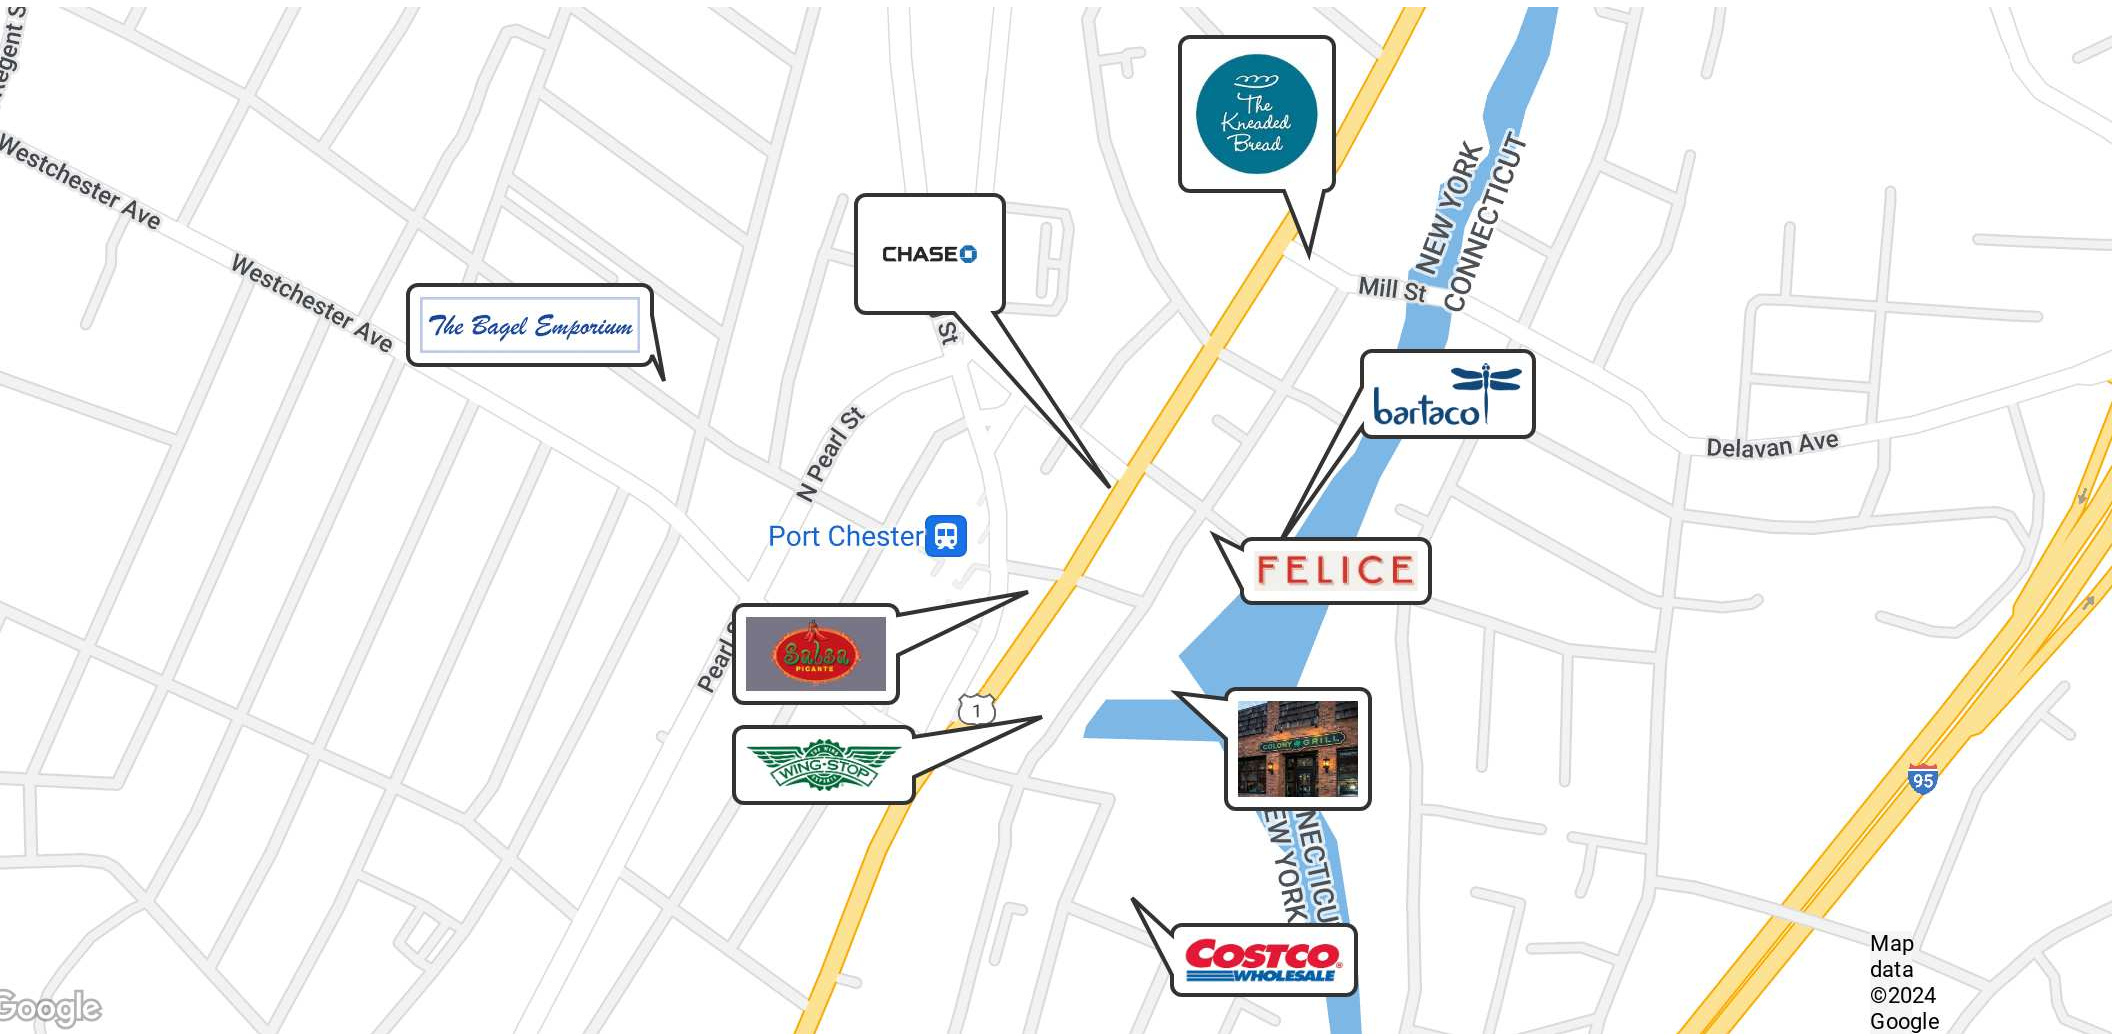 Regent S
Westchester Ave
Westchester Ave
The Bagel Emporium
CHASE
St
The
Kneaded
Bread
NEW YORK
CONNECTICUT
Mill St
bartaco
Delavan Ave
N Pearl St
Port Chester
FELICE
Salsa
PICANTE
Pearl S
1
WING-STOP
COLONY GRILL
95
EW YORK
NECTICU
COSTCO
WHOLESALE
Google
Map
data
©2024
Google